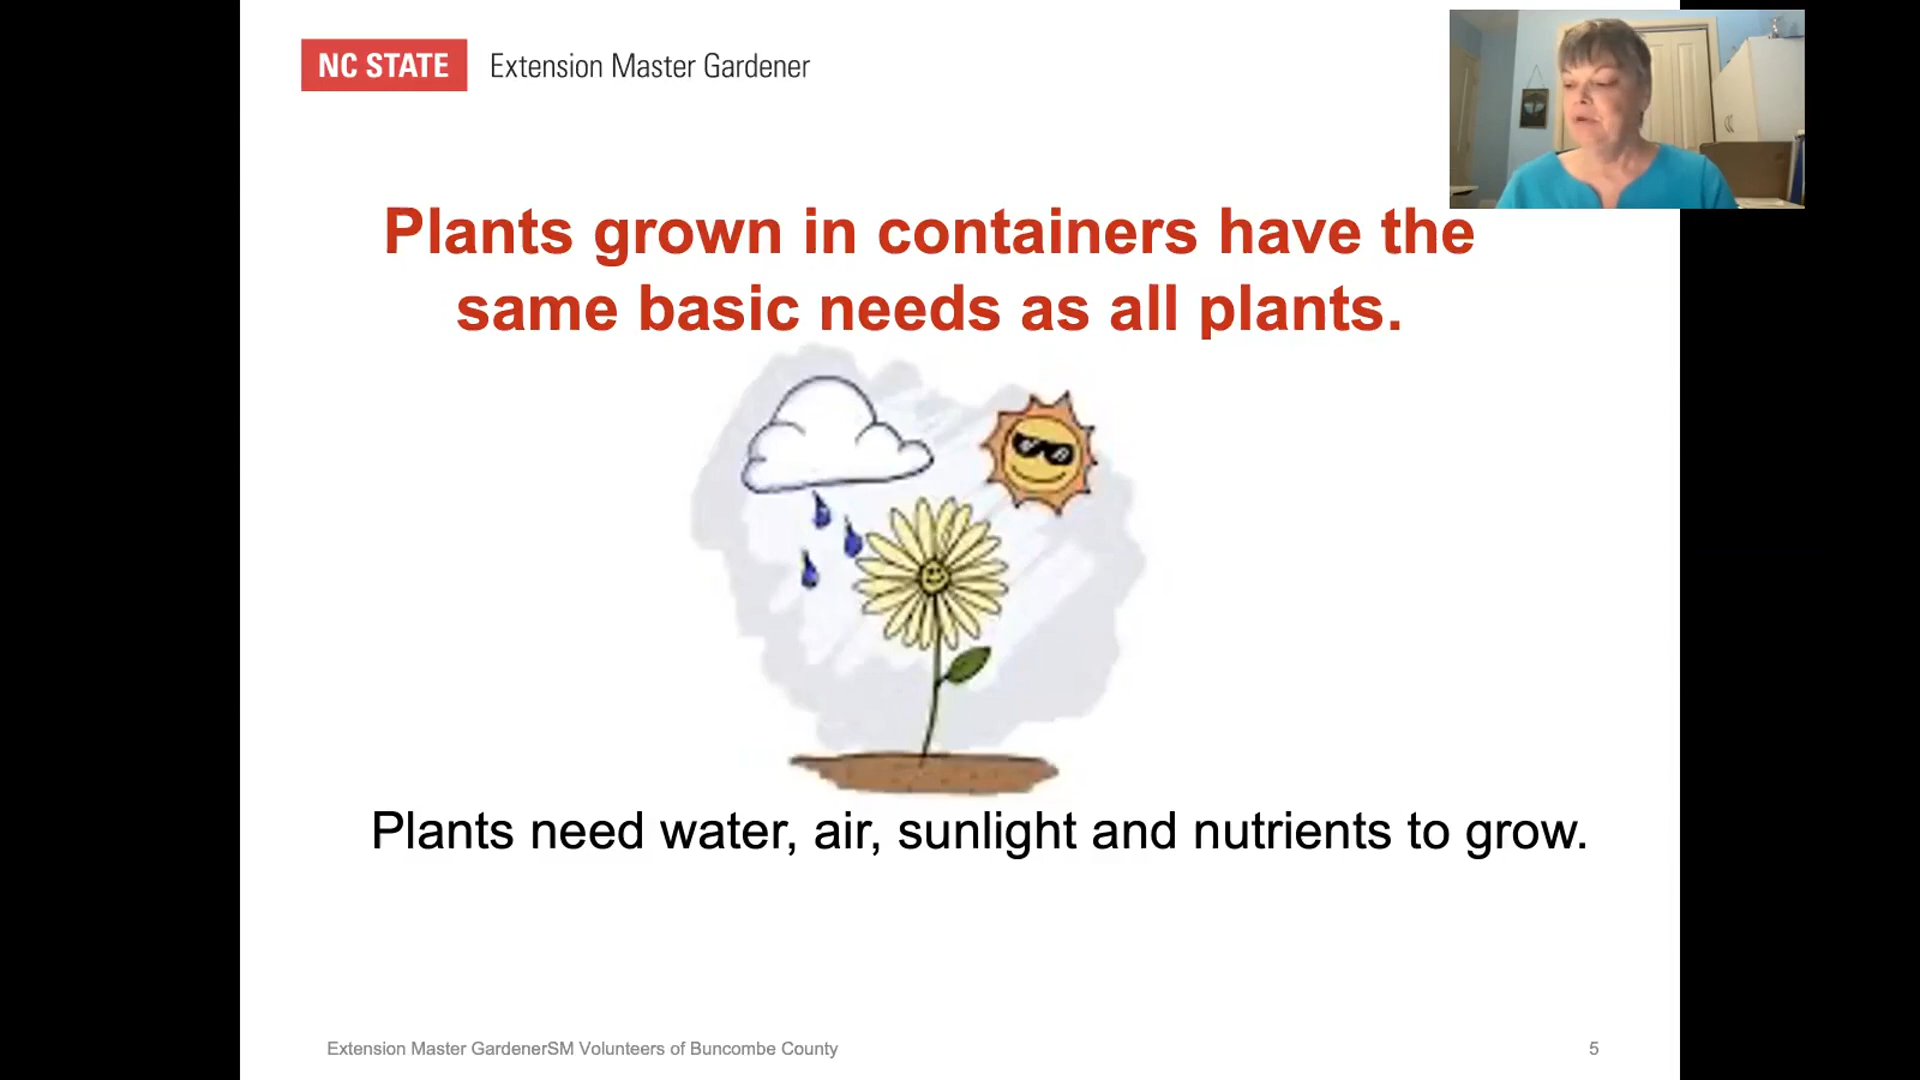 NC STATE Extension Master Gardener
Plants grown in containers have the
same basic needs as all plants.
Plants need water, air, sunlight and nutrients to grow.
Extension Master GardenerSM Volunteers of Buncombe County 5